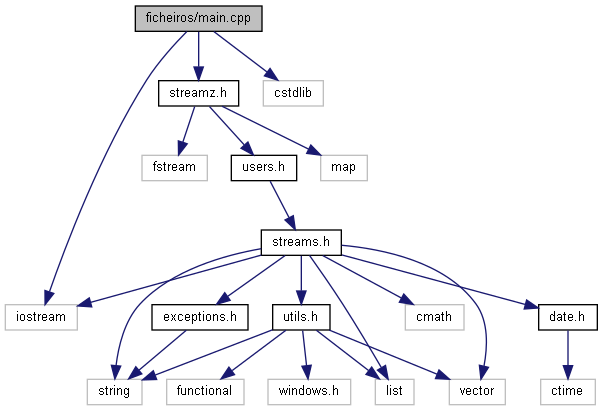 ficheiros/main.cpp
streamz.h
cstdlib
fstream
users.h
map
streams.h
iostream
exceptions.h
utils.h
cmath
date.h
string
functional
windows.h
list
vector
ctime